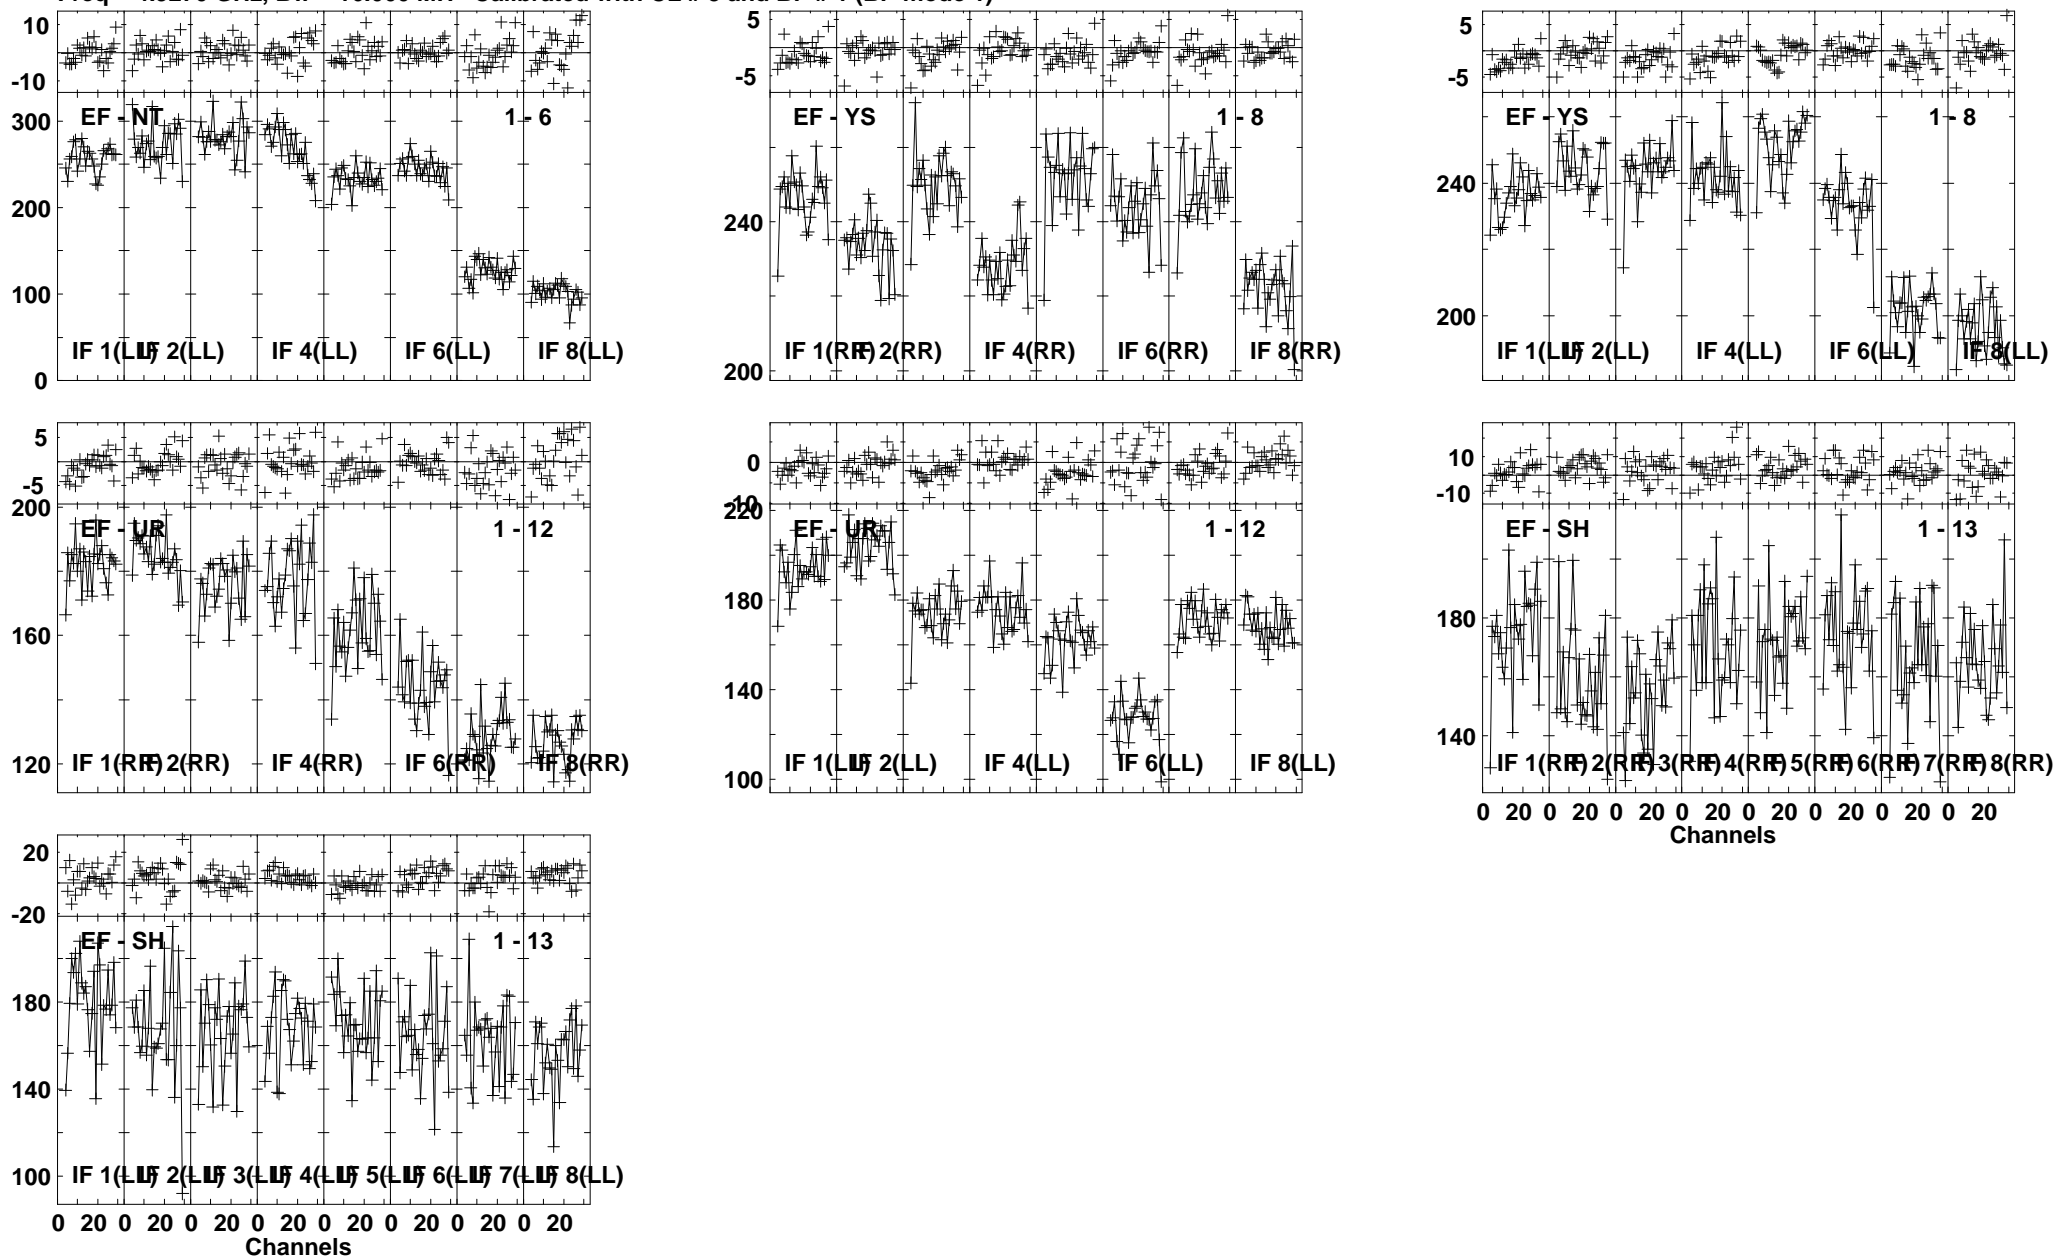 10
-10
EF - NT
1 - 6
300
200
100
0
IF 1(LL) IF 2(LL) IF 4(LL) IF 6(LL) IF 8(LL)
5
-5
EF - YS
1 - 8
240
200
IF 1(RR) IF 2(RR) IF 4(RR) IF 6(RR) IF 8(RR)
5
-5
EF - YS
1 - 8
240
200
IF 1(LL) IF 2(LL) IF 4(LL) IF 6(LL) IF 8(LL)
5
-5
200
EF - UR
1 - 12
160
120
IF 1(RR) IF 2(RR) IF 4(RR) IF 6(RR) IF 8(RR)
0
-10
220
EF - UR
1 - 12
180
140
100
IF 1(LL) IF 2(LL) IF 4(LL) IF 6(LL) IF 8(LL)
10
-10
EF - SH
1 - 13
180
140
IF 1(RR) IF 2(RR) IF 3(RR) IF 4(RR) IF 5(RR) IF 6(RR) IF 7(RR) IF 8(RR)
0 20 0 20 0 20 0 20 0 20 0 20 0 20 0 20
Channels
20
-20
EF - SH
1 - 13
180
140
100
IF 1(LL) IF 2(LL) IF 3(LL) IF 4(LL) IF 5(LL) IF 6(LL) IF 7(LL) IF 8(LL)
0 20 0 20 0 20 0 20 0 20 0 20 0 20 0 20
Channels